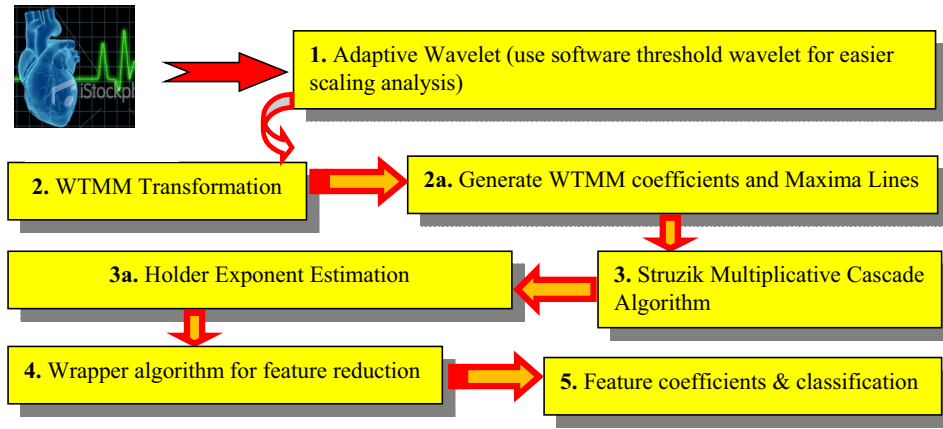 iStockph
1. Adaptive Wavelet (use software threshold wavelet for easier
scaling analysis)
2. WTMM Transformation
2a. Generate WTMM coefficients and Maxima Lines
3a. Holder Exponent Estimation
3. Struzik Multiplicative Cascade
Algorithm
4. Wrapper algorithm for feature reduction
5. Feature coefficients & classification